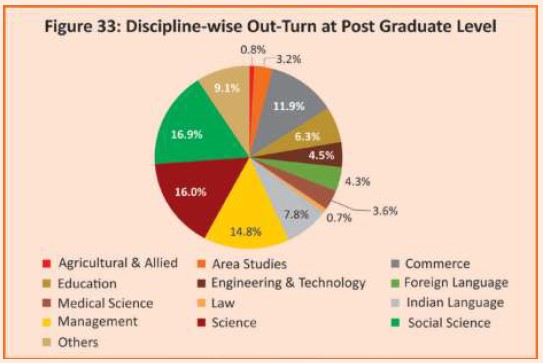 Figure 33: Discipline-wise Out-Turn at Post Graduate Level
0.8%
3.2%
11.9%
6.3%
4.5%
4.3%
3.6%
0.7%
7.8%
14.8%
16.0%
16.9%
9.1%
Agricultural & Allied Area Studies Commerce
Education Engineering & Technology Foreign Language
Medical Science Law Indian Language
Management Science Social Science
Others